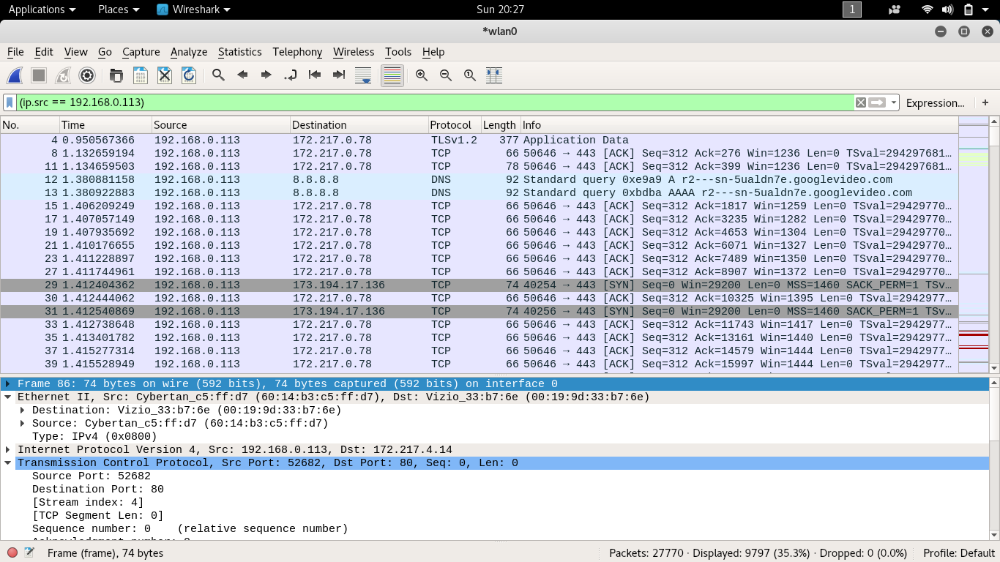 Applications Places Wireshark Sun 20:27 1
*wlan0
File Edit View Go Capture Analyze Statistics Telephony Wireless Tools Help
(ip.src == 192.168.0.113) Expression... +
No. Time Source Destination Protocol Length Info
4 0.950567366 192.168.0.113 172.217.0.78 TLSv1.2 377 Application Data
8 1.132659194 192.168.0.113 172.217.0.78 TCP 66 50646 → 443 [ACK] Seq=312 Ack=276 Win=1236 Len=0 TSval=294297681…
11 1.134659503 192.168.0.113 172.217.0.78 TCP 78 50646 → 443 [ACK] Seq=312 Ack=399 Win=1236 Len=0 TSval=294297681…
12 1.380881158 192.168.0.113 8.8.8.8 DNS 92 Standard query 0xe9a9 A r2---sn-5ualdn7e.googlevideo.com
13 1.380922883 192.168.0.113 8.8.8.8 DNS 92 Standard query 0xbdba AAAA r2---sn-5ualdn7e.googlevideo.com
15 1.406209249 192.168.0.113 172.217.0.78 TCP 66 50646 → 443 [ACK] Seq=312 Ack=1817 Win=1259 Len=0 TSval=29429770…
17 1.407057149 192.168.0.113 172.217.0.78 TCP 66 50646 → 443 [ACK] Seq=312 Ack=3235 Win=1282 Len=0 TSval=29429770…
19 1.407935692 192.168.0.113 172.217.0.78 TCP 66 50646 → 443 [ACK] Seq=312 Ack=4653 Win=1304 Len=0 TSval=29429770…
21 1.410176655 192.168.0.113 172.217.0.78 TCP 66 50646 → 443 [ACK] Seq=312 Ack=6071 Win=1327 Len=0 TSval=29429770…
23 1.411228897 192.168.0.113 172.217.0.78 TCP 66 50646 → 443 [ACK] Seq=312 Ack=7489 Win=1350 Len=0 TSval=29429770…
27 1.411744961 192.168.0.113 172.217.0.78 TCP 66 50646 → 443 [ACK] Seq=312 Ack=8907 Win=1372 Len=0 TSval=29429770…
29 1.412404362 192.168.0.113 173.194.17.136 TCP 74 40254 → 443 [SYN] Seq=0 Win=29200 Len=0 MSS=1460 SACK_PERM=1 TSv…
30 1.412444062 192.168.0.113 172.217.0.78 TCP 66 50646 → 443 [ACK] Seq=312 Ack=10325 Win=1395 Len=0 TSval=2942977…
31 1.412540869 192.168.0.113 173.194.17.136 TCP 74 40256 → 443 [SYN] Seq=0 Win=29200 Len=0 MSS=1460 SACK_PERM=1 TSv…
33 1.412738648 192.168.0.113 172.217.0.78 TCP 66 50646 → 443 [ACK] Seq=312 Ack=11743 Win=1417 Len=0 TSval=2942977…
35 1.413401782 192.168.0.113 172.217.0.78 TCP 66 50646 → 443 [ACK] Seq=312 Ack=13161 Win=1440 Len=0 TSval=2942977…
37 1.415277314 192.168.0.113 172.217.0.78 TCP 66 50646 → 443 [ACK] Seq=312 Ack=14579 Win=1444 Len=0 TSval=2942977…
39 1.415528949 192.168.0.113 172.217.0.78 TCP 66 50646 → 443 [ACK] Seq=312 Ack=15997 Win=1444 Len=0 TSval=2942977…
Frame 86: 74 bytes on wire (592 bits), 74 bytes captured (592 bits) on interface 0
Ethernet II, Src: Cybertan_c5:ff:d7 (60:14:b3:c5:ff:d7), Dst: Vizio_33:b7:6e (00:19:9d:33:b7:6e)
Destination: Vizio_33:b7:6e (00:19:9d:33:b7:6e)
Source: Cybertan_c5:ff:d7 (60:14:b3:c5:ff:d7)
Type: IPv4 (0x0800)
Internet Protocol Version 4, Src: 192.168.0.113, Dst: 172.217.4.14
Transmission Control Protocol, Src Port: 52682, Dst Port: 80, Seq: 0, Len: 0
Source Port: 52682
Destination Port: 80
[Stream index: 4]
[TCP Segment Len: 0]
Sequence number: 0 (relative sequence number)
Frame (frame), 74 bytes Packets: 27770 · Displayed: 9797 (35.3%) · Dropped: 0 (0.0%) Profile: Default